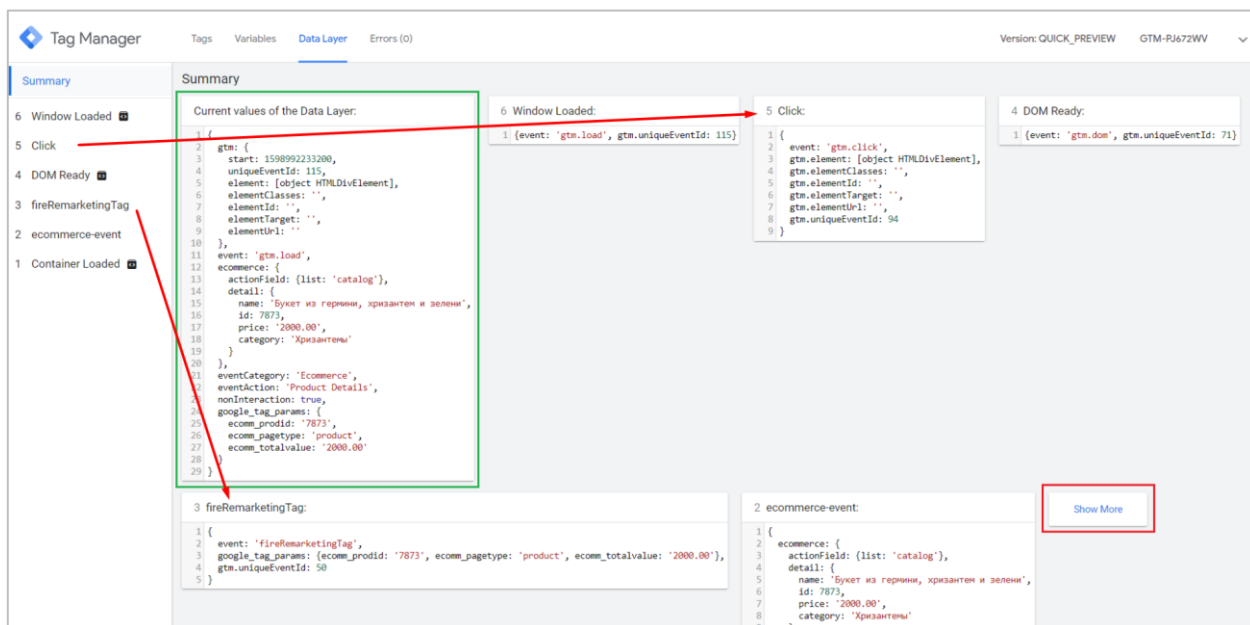 Tag Manager
Tags Variables Data Layer Errors (0)
Version: QUICK_PREVIEW GTM-PJ672WV
Summary
6 Window Loaded
5 Click
4 DOM Ready
3 fireRemarketingTag
2 ecommerce-event
1 Container Loaded
Summary
Current values of the Data Layer:
1 {
2 gtm: {
3 start: 1598992233200,
4 uniqueEventId: 115,
5 element: [object HTMLDivElement],
6 elementClasses: '',
7 elementId: '',
8 elementTarget: '',
9 elementUrl: ''
10 },
11 event: 'gtm.load',
12 ecommerce: {
13 actionField: {list: 'catalog'},
14 detail: {
15 name: 'Букет из гермини, хризантем и зелени',
16 id: 7873,
17 price: '2000.00',
18 category: 'Хризантемы'
19 }
20 },
21 eventCategory: 'Ecommerce',
22 eventAction: 'Product Details',
23 nonInteraction: true,
24 google_tag_params: {
25 ecomm_prodid: '7873',
26 ecomm_pagetype: 'product',
27 ecomm_totalvalue: '2000.00'
28 }
29 }
6 Window Loaded:
1 {event: 'gtm.load', gtm.uniqueEventId: 115}
5 Click:
1 {
2 event: 'gtm.click',
3 gtm.element: [object HTMLDivElement],
4 gtm.elementClasses: '',
5 gtm.elementId: '',
6 gtm.elementTarget: '',
7 gtm.elementUrl: '',
8 gtm.uniqueEventId: 94
9 }
4 DOM Ready:
1 {event: 'gtm.dom', gtm.uniqueEventId: 71}
3 fireRemarketingTag:
1 {
2 event: 'fireRemarketingTag',
3 google_tag_params: {ecomm_prodid: '7873', ecomm_pagetype: 'product', ecomm_totalvalue: '2000.00'},
4 gtm.uniqueEventId: 50
5 }
2 ecommerce-event:
1 {
2 ecommerce: {
3 actionField: {list: 'catalog'},
4 detail: {
5 name: 'Букет из гермини, хризантем и зелени',
6 id: 7873,
7 price: '2000.00',
8 category: 'Хризантемы'
Show More